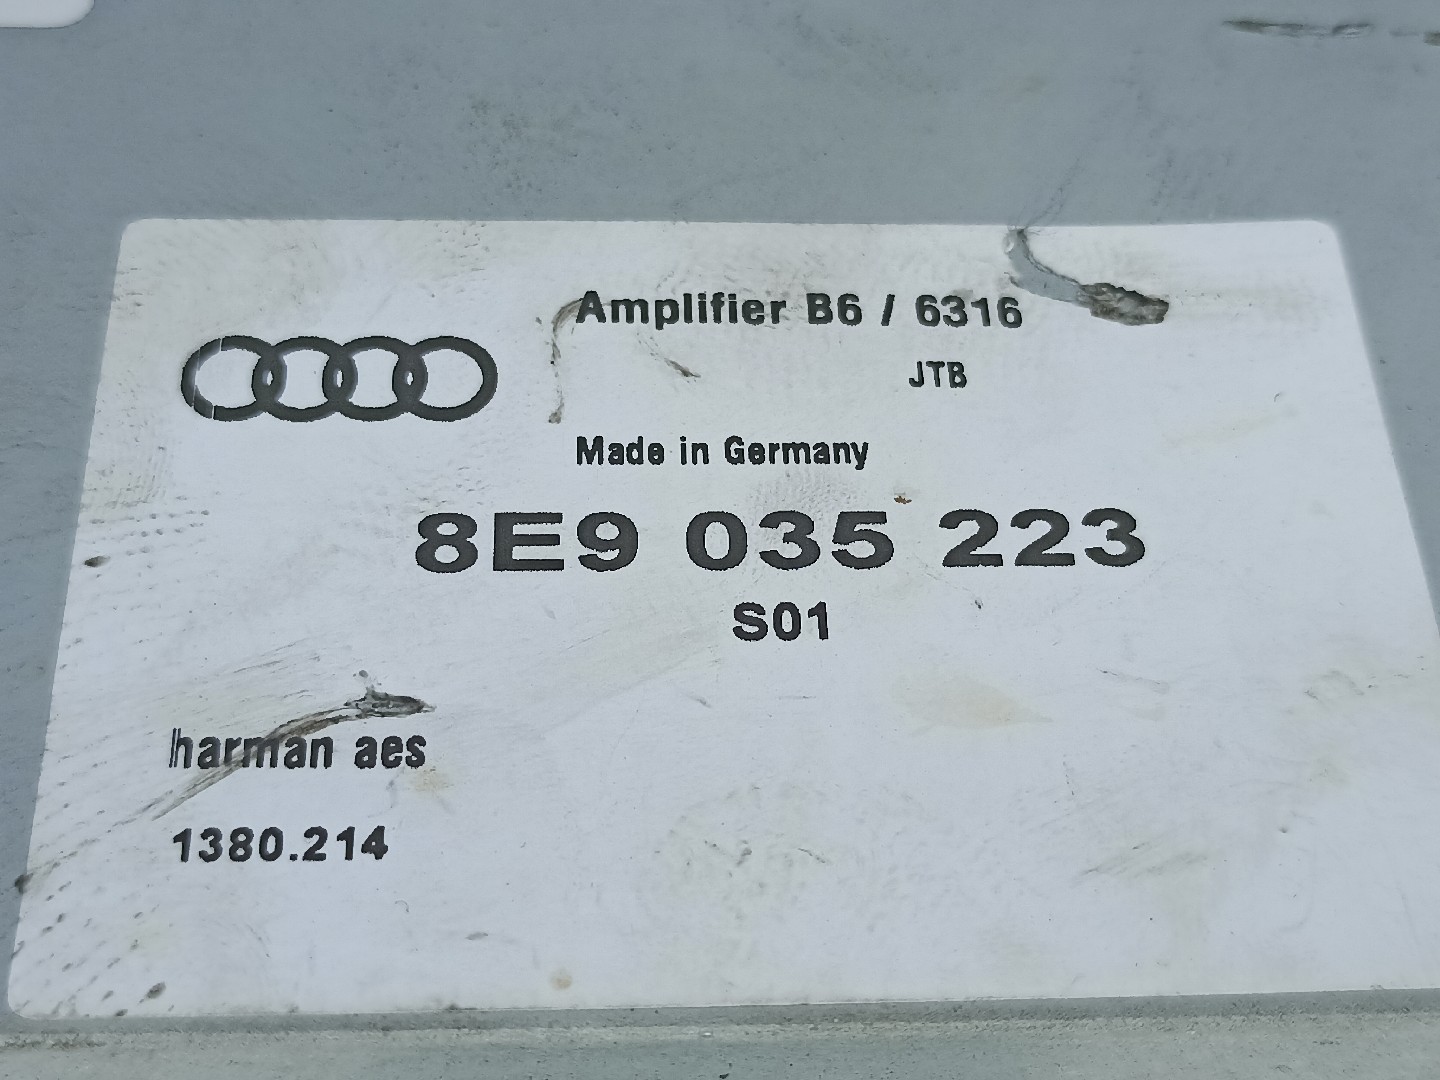 Amplifier B6 / 6316
JTB
Made in Germany
8E9 035 223
S01
harman aes
1380.214